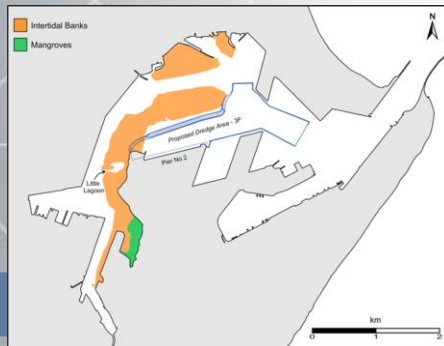 Intertidal Banks
Mangroves
N
Proposed Dredge Area - 3F
Pier No.2
Little
Lagoon
km
0 1 2